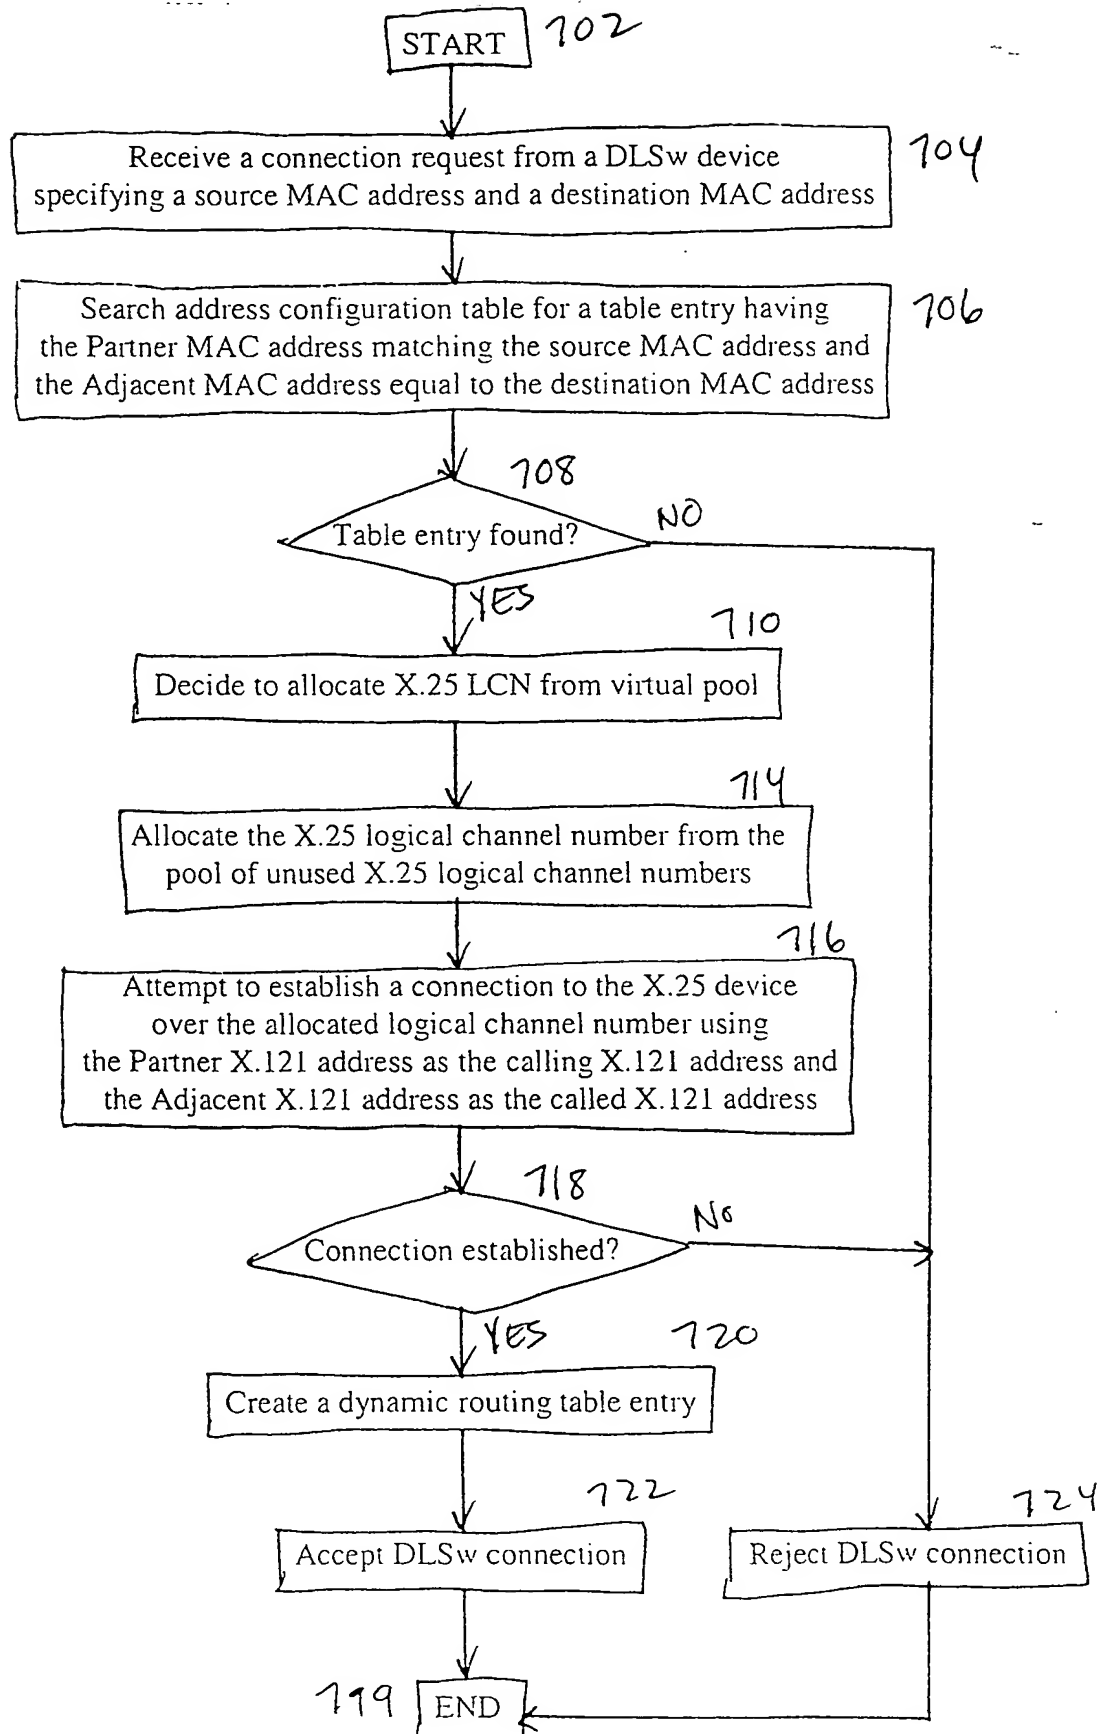 START 702
Receive a connection request from a DLSw device
specifying a source MAC address and a destination MAC address
704
Search address configuration table for a table entry having
the Partner MAC address matching the source MAC address and
the Adjacent MAC address equal to the destination MAC address
706
708
Table entry found?
NO
YES
710
Decide to allocate X.25 LCN from virtual pool
714
Allocate the X.25 logical channel number from the
pool of unused X.25 logical channel numbers
716
Attempt to establish a connection to the X.25 device
over the allocated logical channel number using
the Partner X.121 address as the calling X.121 address and
the Adjacent X.121 address as the called X.121 address
718
Connection established?
No
YES
720
Create a dynamic routing table entry
722
Accept DLSw connection
724
Reject DLSw connection
799 END